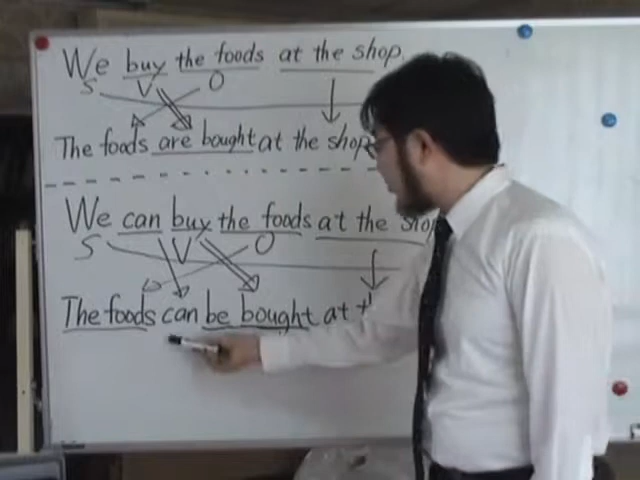 We buy the foods at the shop.
S V O
The foods are bought at the shop
We can buy the foods at the shop
S V O
The foods can be bought at